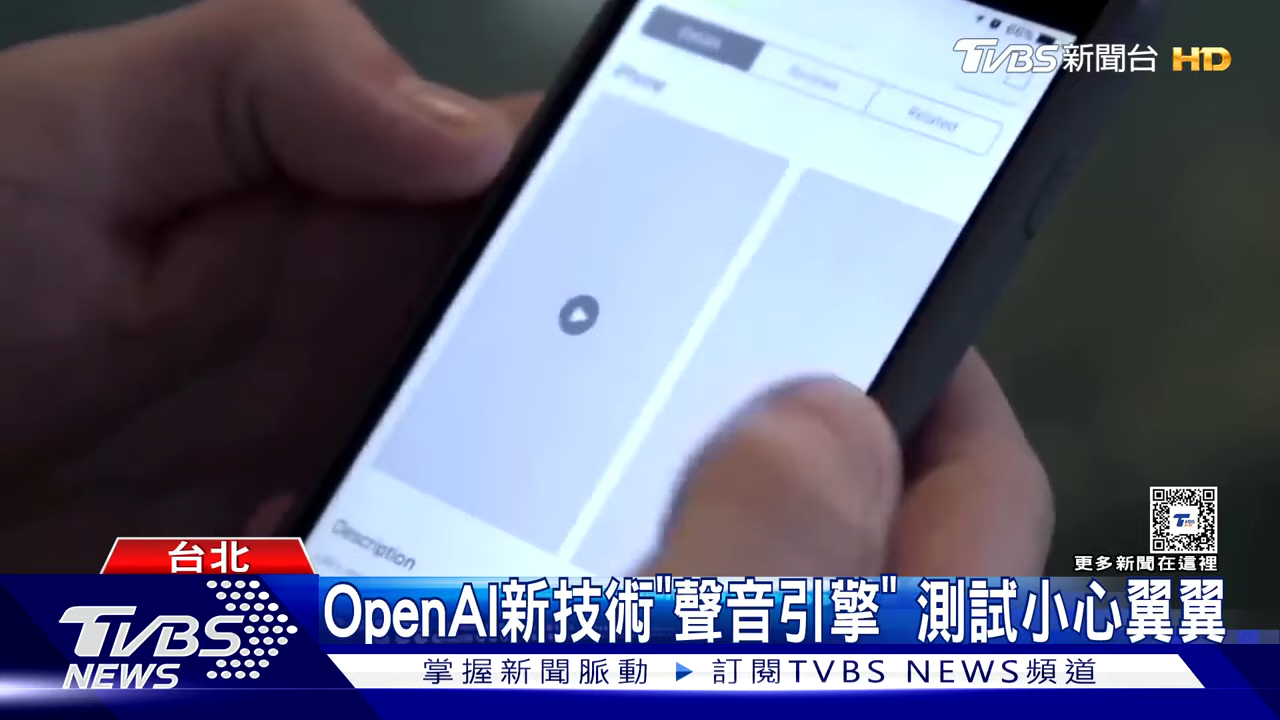 66%
TVBS新聞台 HD
Related
iPhone
Description
更多新聞在這裡
台北
OpenAI新技術"聲音引擎" 測試小心翼翼
TVBS NEWS
掌握新聞脈動 ▶ 訂閱TVBS NEWS頻道